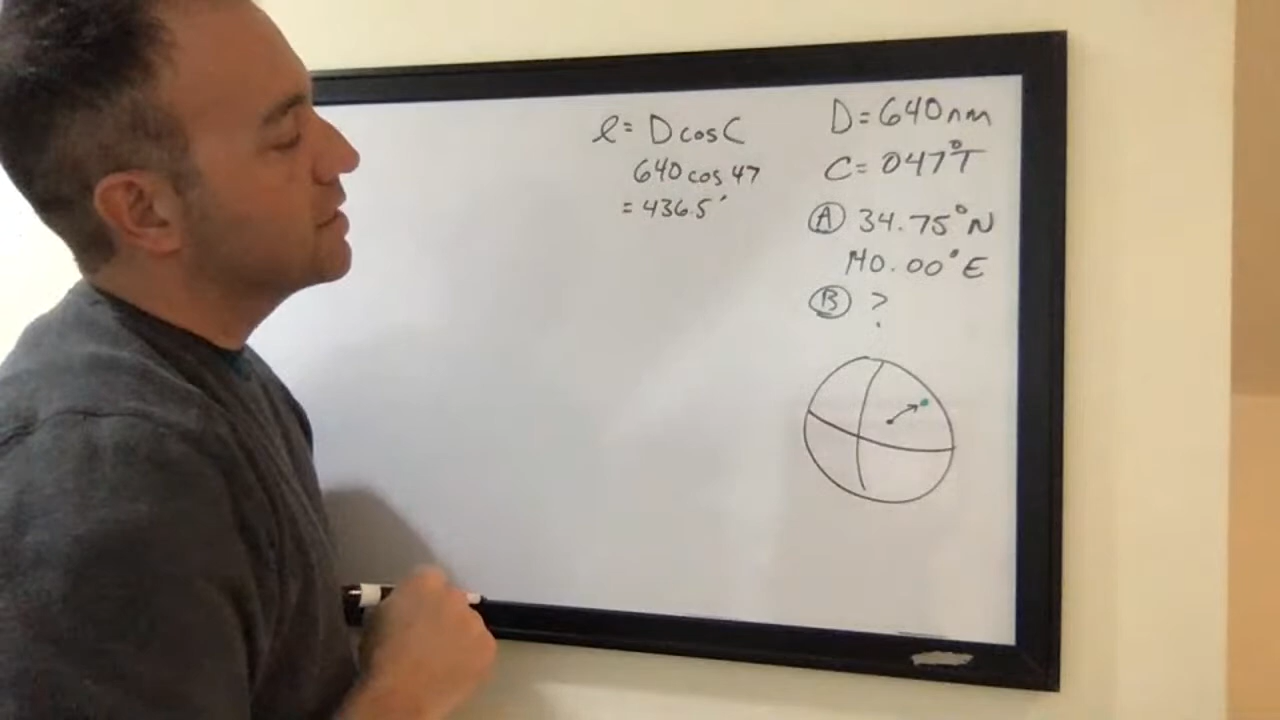 l = D cos C
640 cos 47
= 436.5'
D = 640 nm
C = 047°T
Ⓐ 34.75° N
140.00° E
Ⓑ ?